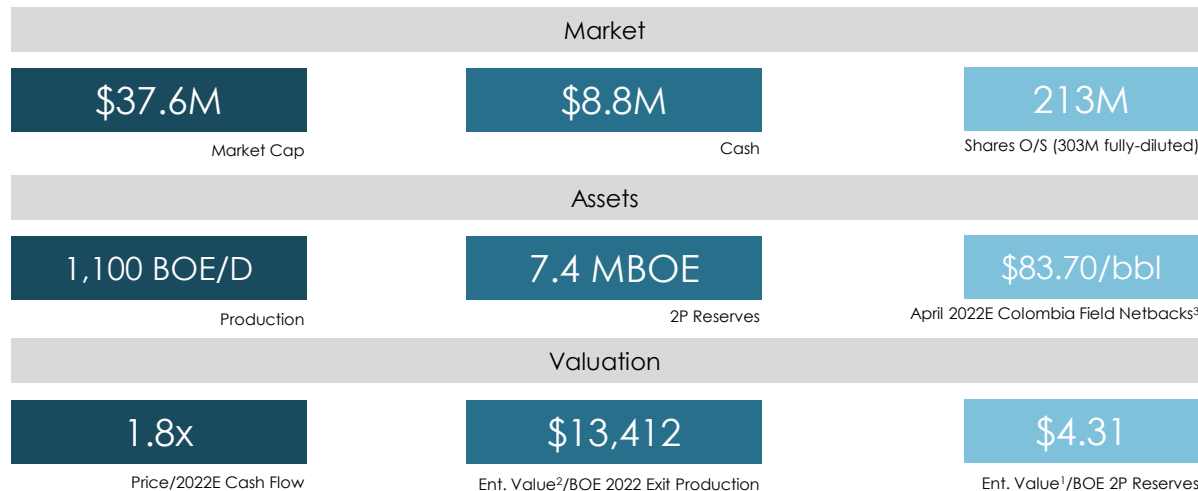 Market
$37.6M
$8.8M
213M
Market Cap
Cash
Shares O/S (303M fully-diluted)
Assets
1,100 BOE/D
7.4 MBOE
$83.70/bbl
Production
2P Reserves
April 2022E Colombia Field Netbacks³
Valuation
1.8x
$13,412
$4.31
Price/2022E Cash Flow
Ent. Value²/BOE 2022 Exit Production
Ent. Value¹/BOE 2P Reserves